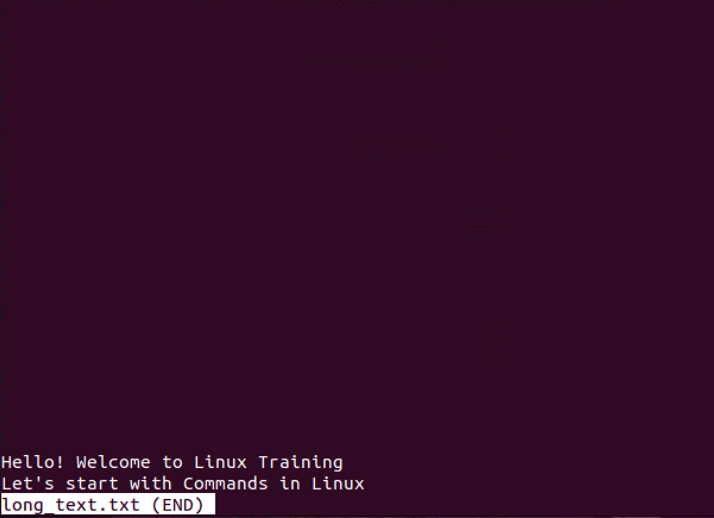 Hello! Welcome to Linux Training
Let's start with Commands in Linux
long_text.txt (END)